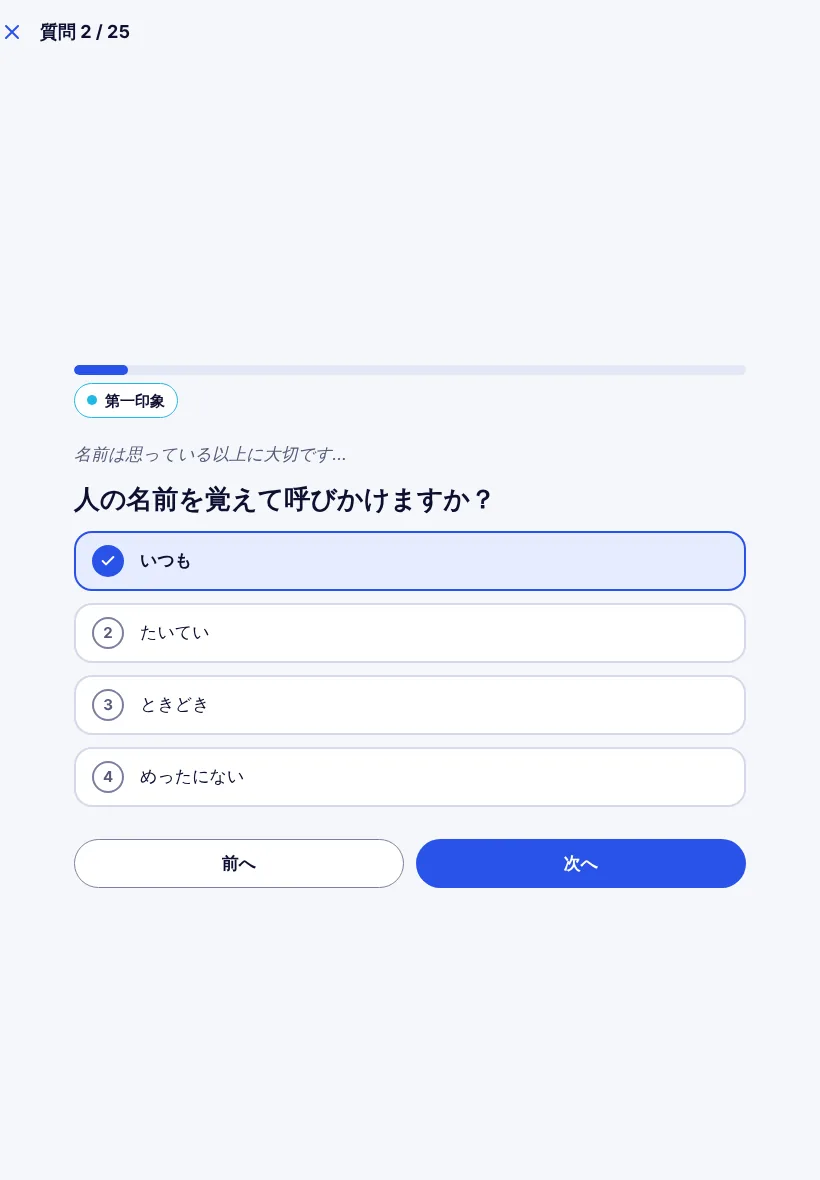 質問 2 / 25
第一印象
名前は思っている以上に大切です...
人の名前を覚えて呼びかけますか？
いつも
2 たいてい
3 ときどき
4 めったにない
前へ
次へ